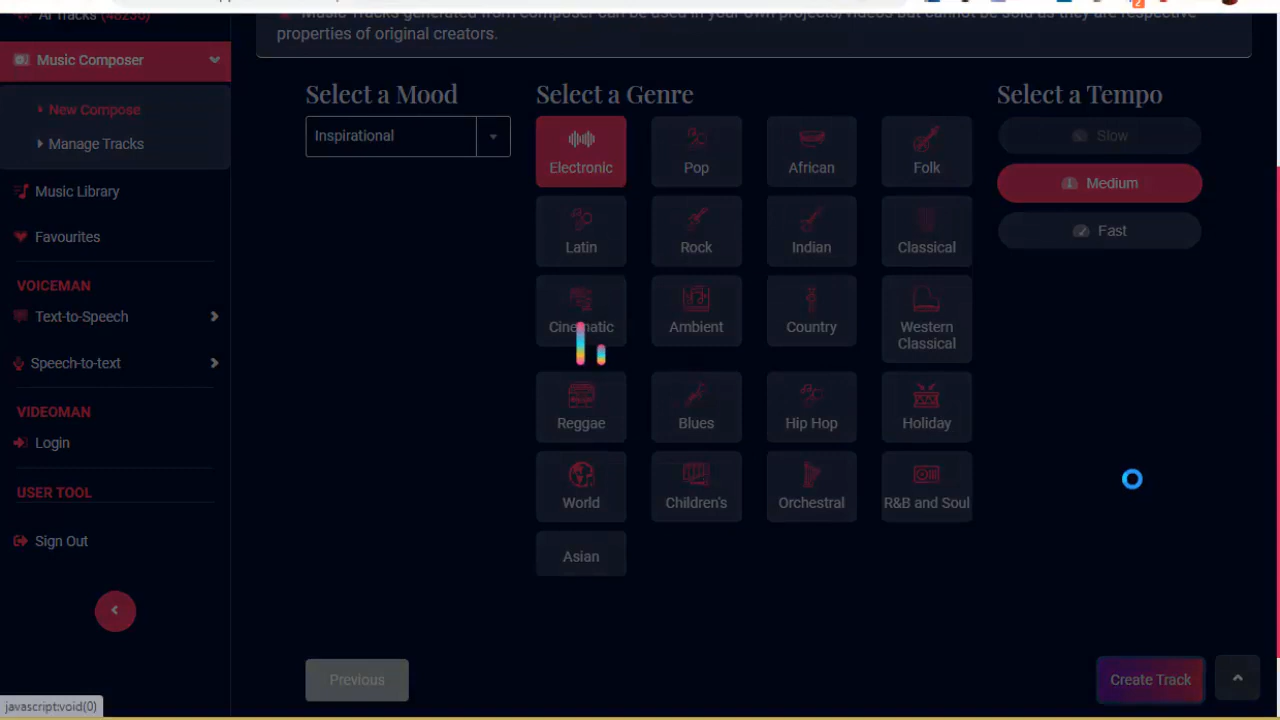 AI Tracks (48230)
Music Tracks generated from Composer can be used in your own projects/videos but cannot be sold as they are respective
properties of original creators.
Music Composer
New Compose
Manage Tracks
Music Library
Favourites
VOICEMAN
Text-to-Speech
Speech-to-text
VIDEOMAN
Login
USER TOOL
Sign Out
Select a Mood
Inspirational
Select a Genre
Electronic
Pop
African
Folk
Latin
Rock
Indian
Classical
Cinematic
Ambient
Country
Western
Classical
Reggae
Blues
Hip Hop
Holiday
World
Children's
Orchestral
R&B and Soul
Asian
Select a Tempo
Slow
Medium
Fast
Previous
Create Track
javascript:void(0)
2